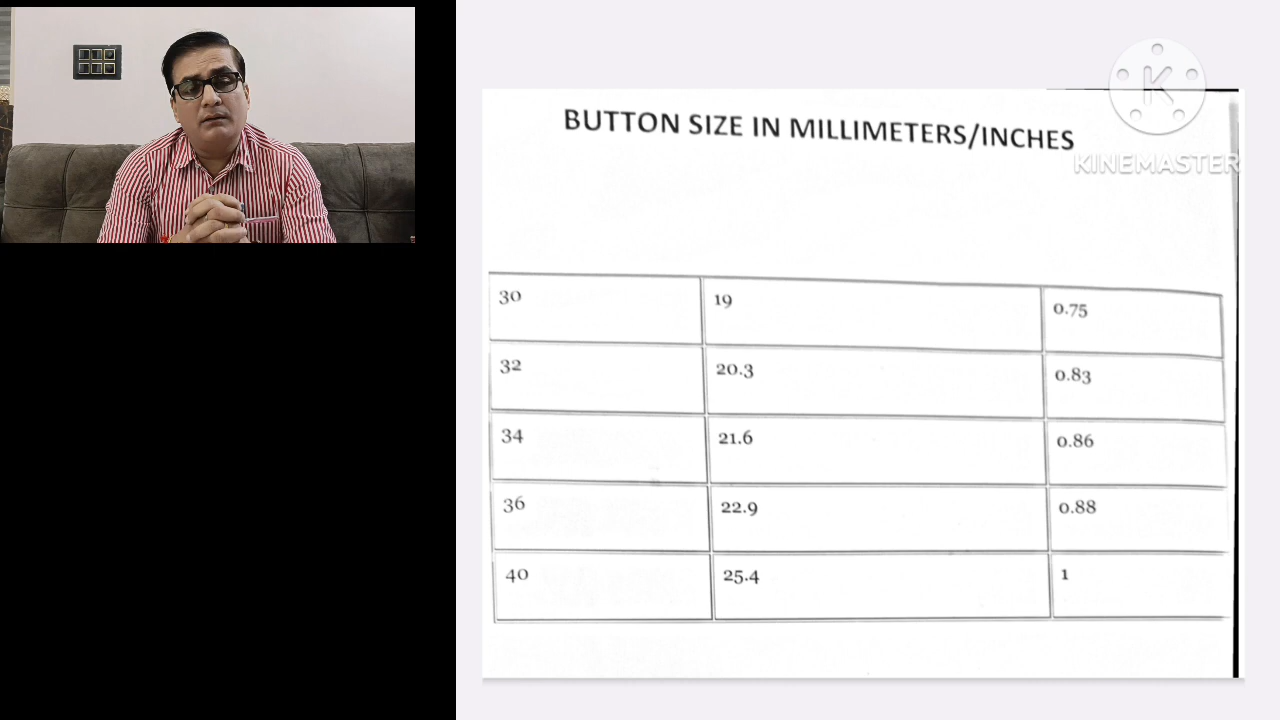 BUTTON SIZE IN MILLIMETERS/INCHES
K
KINEMASTER
30 19 0.75
32 20.3 0.83
34 21.6 0.86
36 22.9 0.88
40 25.4 1